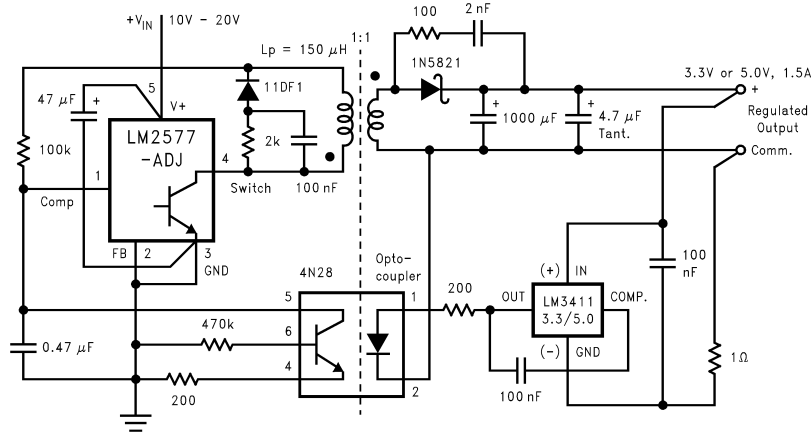 +VIN 10V - 20V
100
2 nF
1:1
Lp = 150 μH
1N5821
3.3V or 5.0V, 1.5A
+
Regulated
Output
11DF1
47 μF
+
5
V+
LM2577
-ADJ
100k
2k
+
1000 μF
+
4.7 μF
Tant.
Comm.
4
1
Comp
Switch
100 nF
FB
2
3
GND
4N28
Opto-
coupler
100
nF
(+)
IN
5
1
200
OUT
LM3411
3.3/5.0
COMP.
470k
6
0.47 μF
(-)
GND
1Ω
4
200
2
100 nF